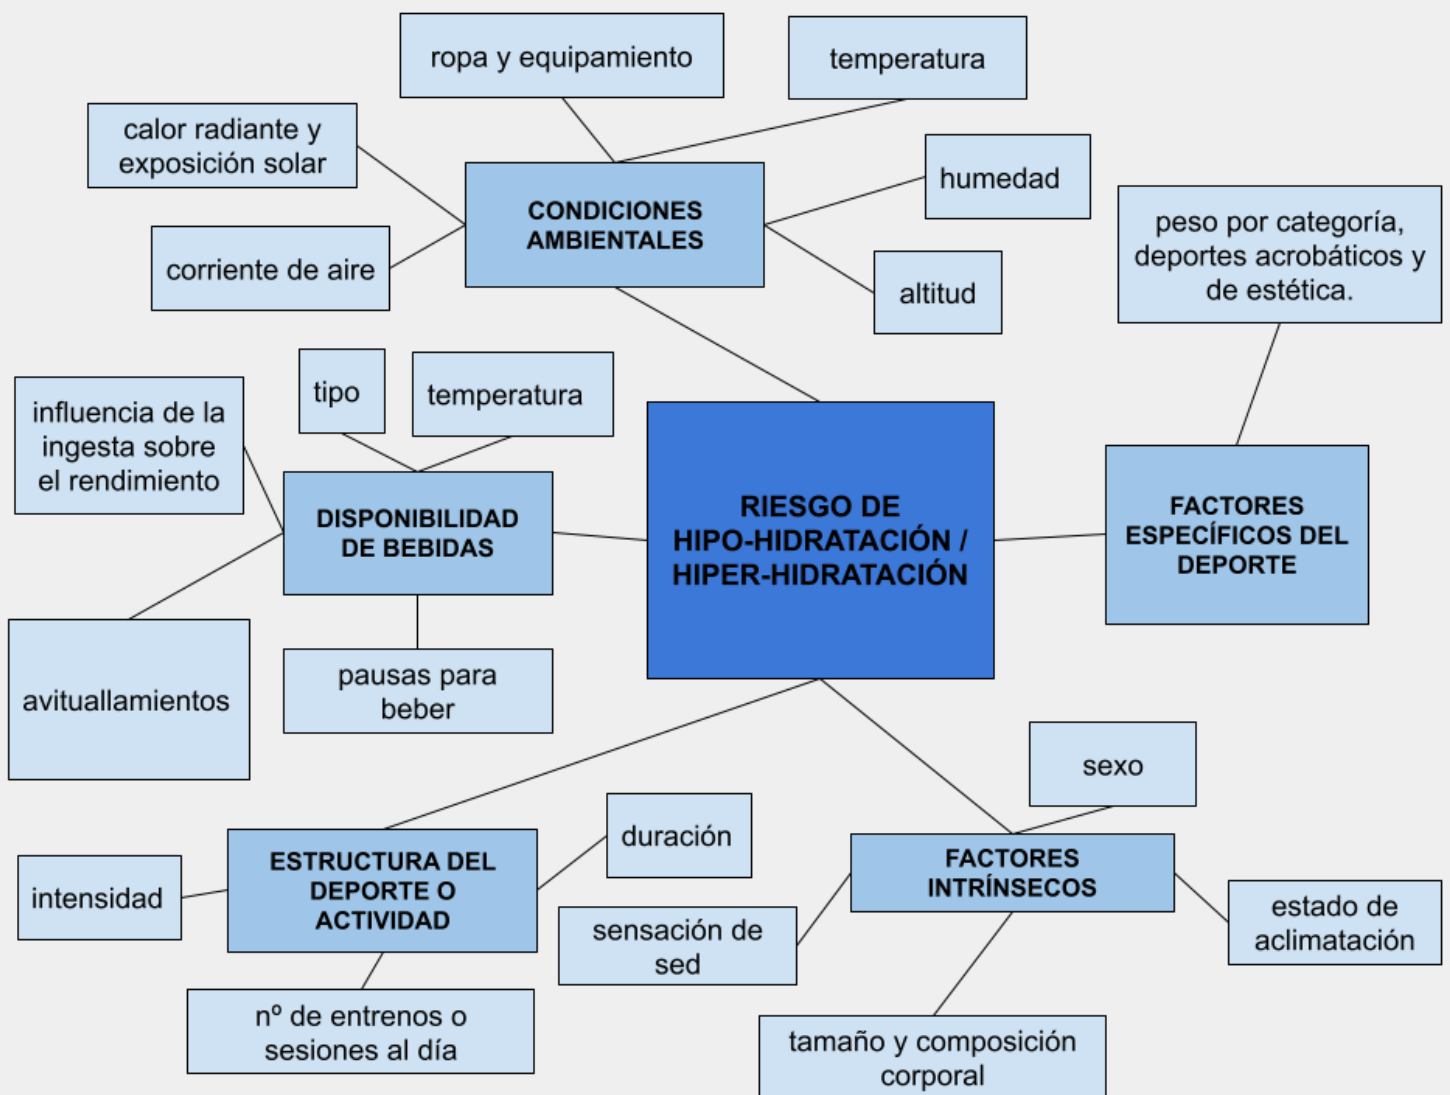 ropa y equipamiento
temperatura
calor radiante y
exposición solar
CONDICIONES
AMBIENTALES
humedad
corriente de aire
altitud
peso por categoría,
deportes acrobáticos y
de estética.
tipo
temperatura
influencia de la
ingesta sobre
el rendimiento
DISPONIBILIDAD
DE BEBIDAS
RIESGO DE
HIPO-HIDRATACIÓN /
HIPER-HIDRATACIÓN
FACTORES
ESPECÍFICOS DEL
DEPORTE
avituallamientos
pausas para
beber
sexo
duración
ESTRUCTURA DEL
DEPORTE O
ACTIVIDAD
intensidad
FACTORES
INTRÍNSECOS
sensación de
sed
estado de
aclimatación
nº de entrenos o
sesiones al día
tamaño y composición
corporal